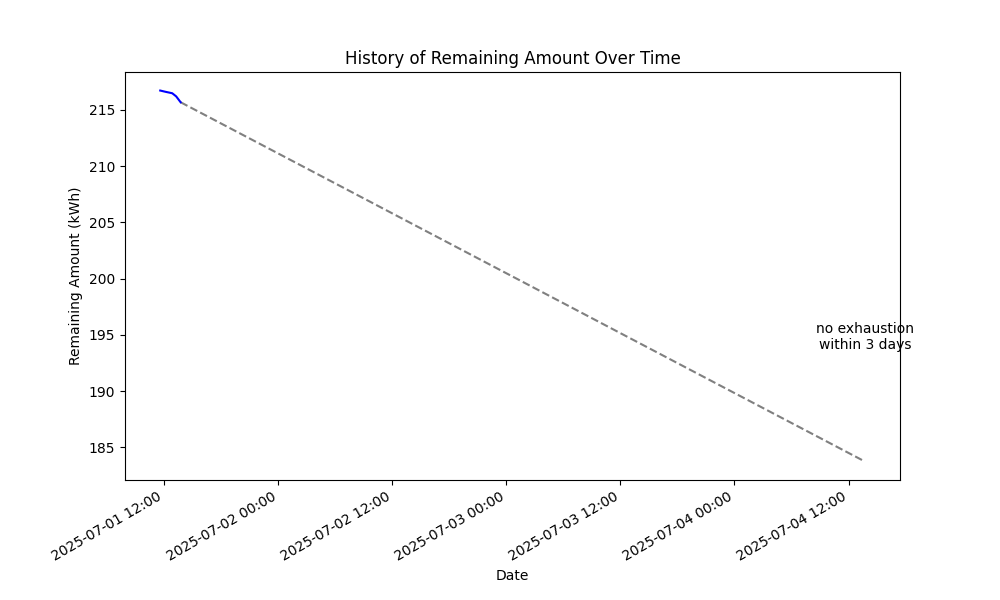 History of Remaining Amount Over Time
Remaining Amount (kWh)
215
210
205
200
195
190
185
no exhaustion
within 3 days
2025-07-01 12:00
2025-07-02 00:00
2025-07-02 12:00
2025-07-03 00:00
2025-07-03 12:00
2025-07-04 00:00
2025-07-04 12:00
Date